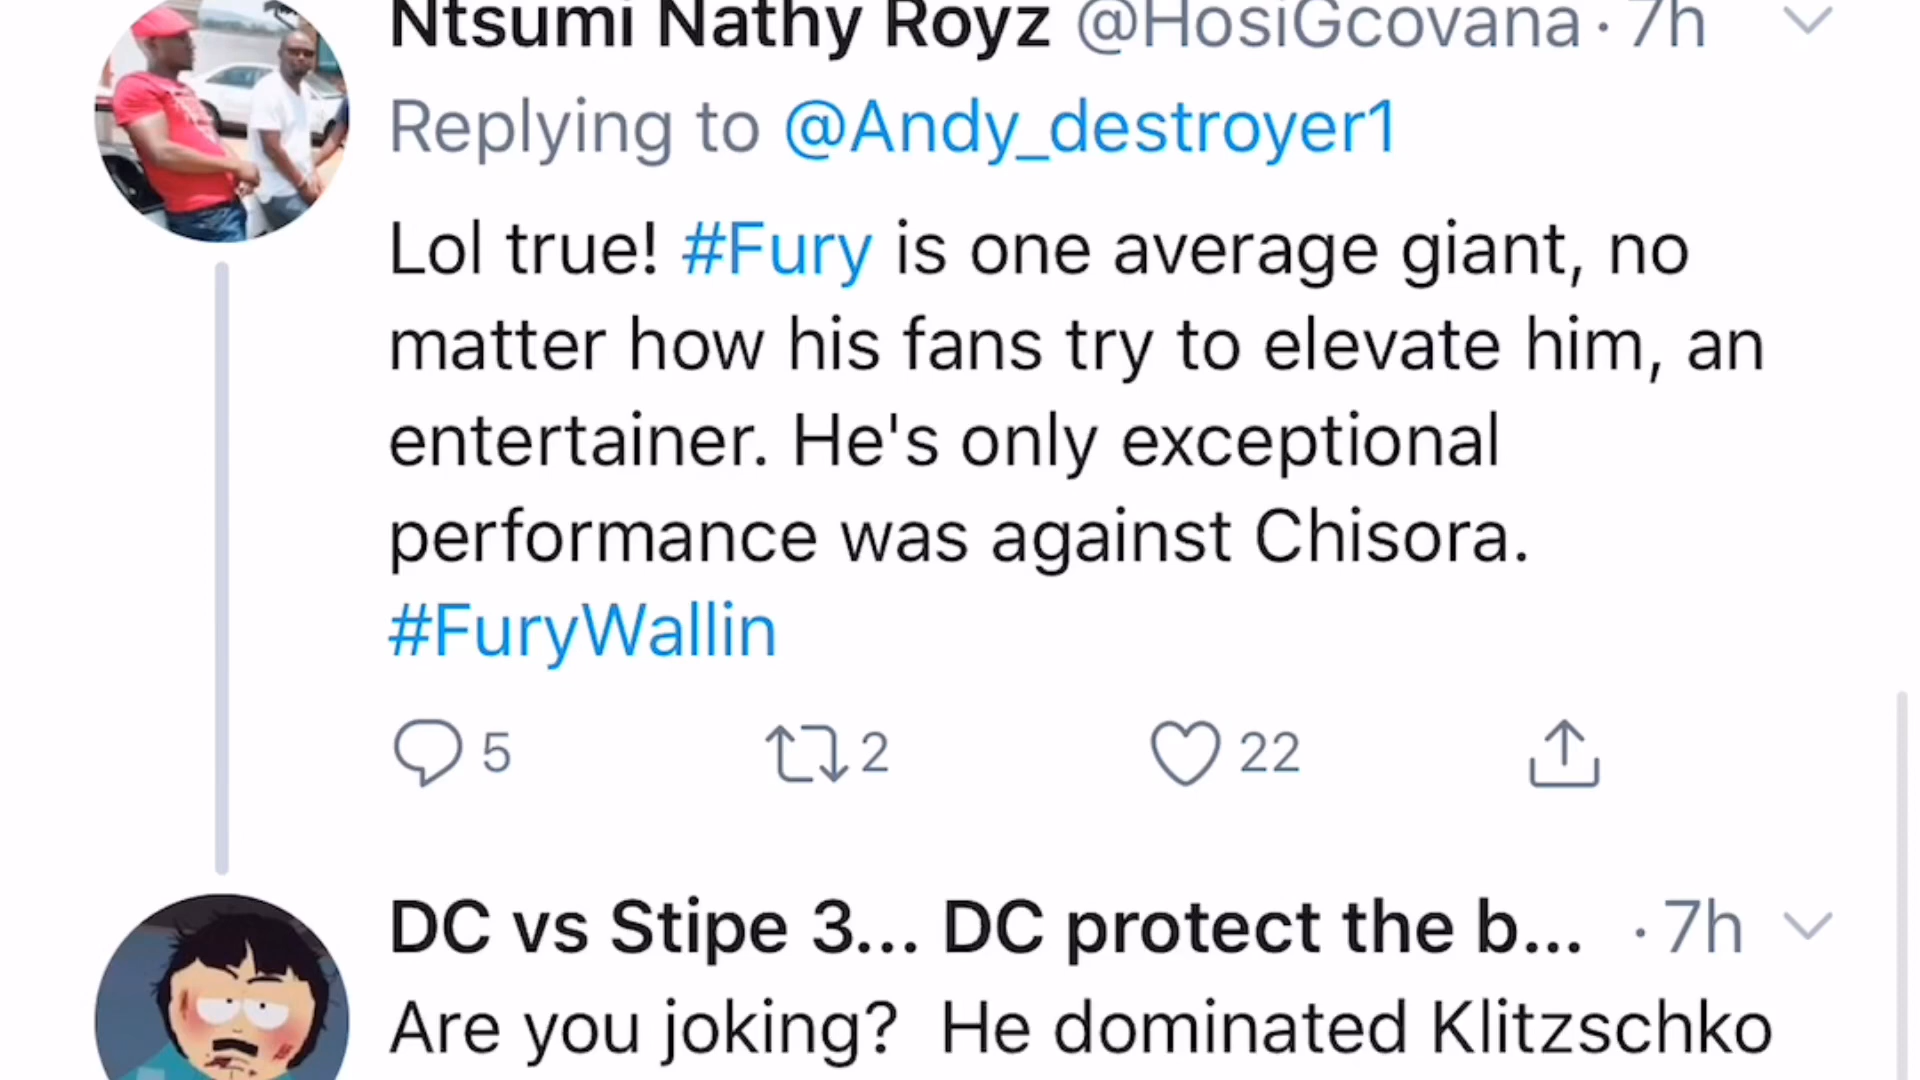 Ntsumi Nathy Royz @HosiGcovana · 7h
Replying to @Andy_destroyer1
Lol true! #Fury is one average giant, no
matter how his fans try to elevate him, an
entertainer. He's only exceptional
performance was against Chisora.
#FuryWallin
5 2 22
DC vs Stipe 3... DC protect the b... · 7h
Are you joking? He dominated Klitzschko